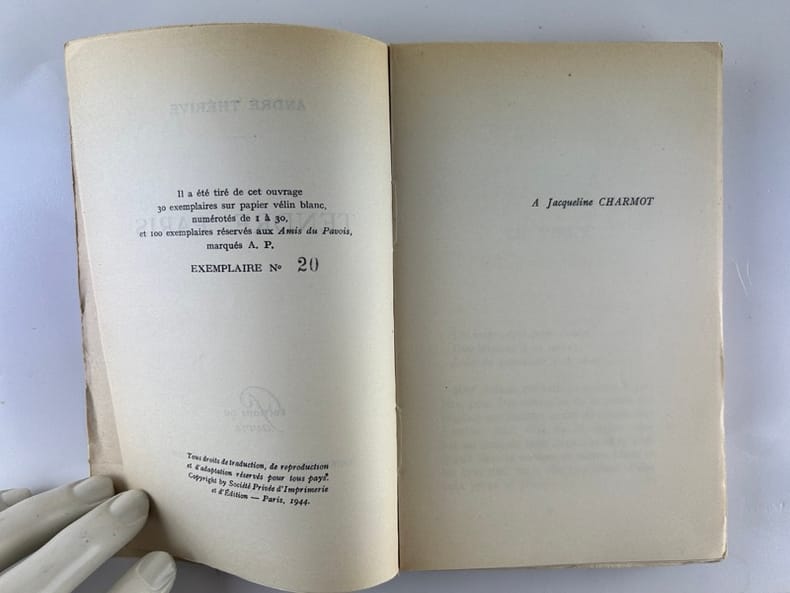 Il a été tiré de cet ouvrage
30 exemplaires sur papier vélin blanc,
numérotés de 1 à 30,
et 100 exemplaires réservés aux Amis du Pavois,
marqués A. P.
EXEMPLAIRE Nº 20
Tous droits de traduction, de reproduction
et d'adaptation réservés pour tous pays.
Copyright by Société Privée d'Imprimerie
et d'Édition — Paris, 1944.
A Jacqueline CHARMOT